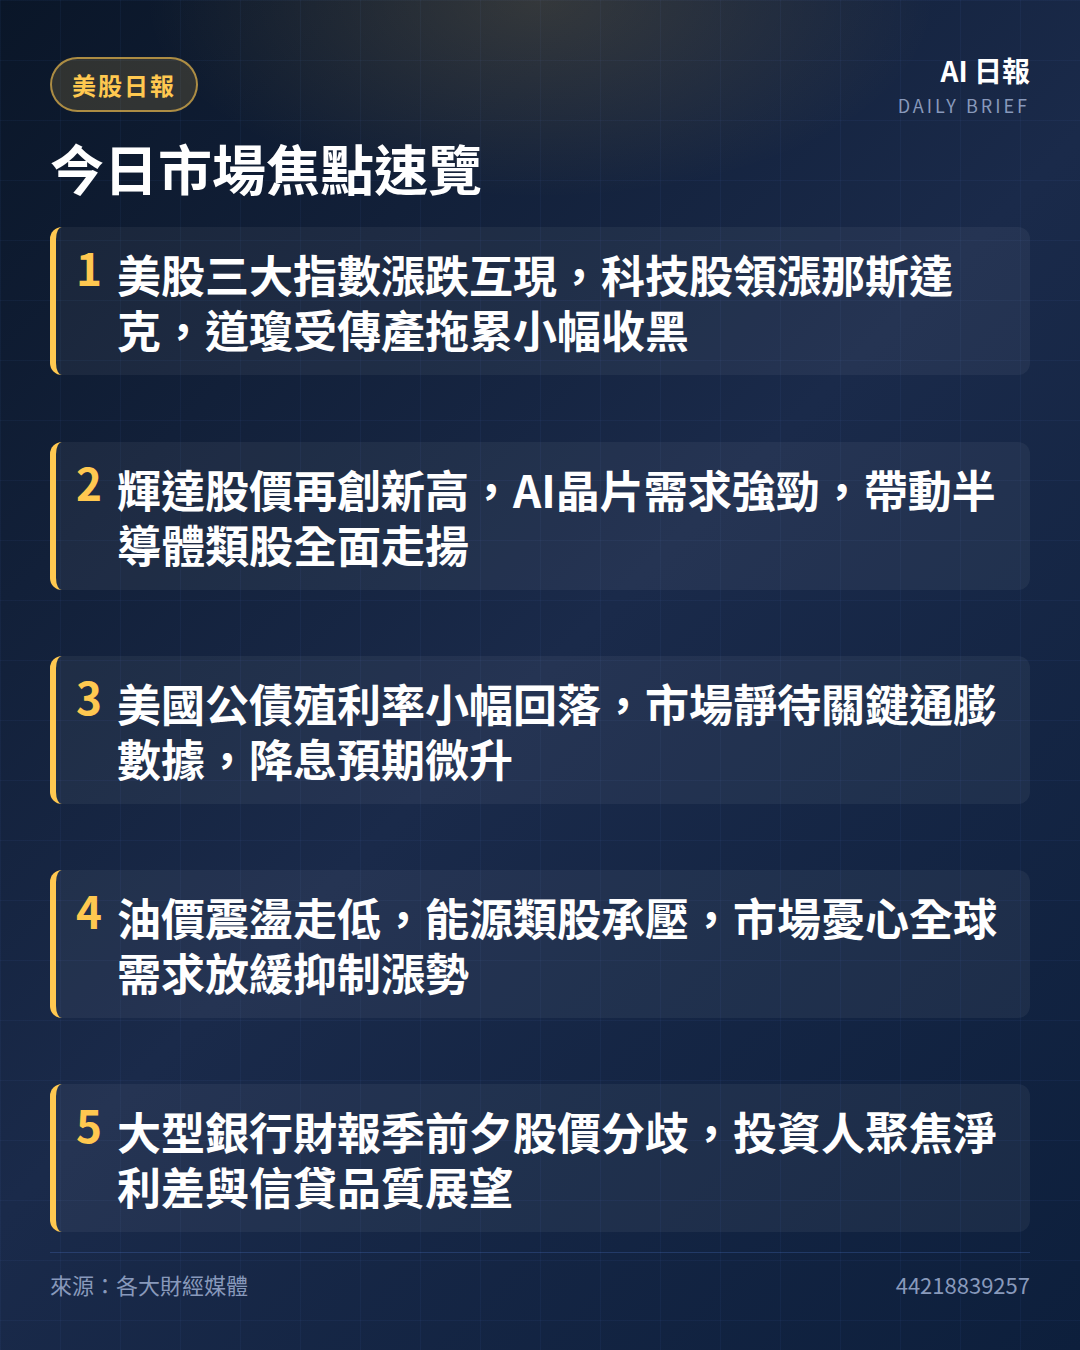 美股日報
AI 日報
DAILY BRIEF
今日市場焦點速覽
1 美股三大指數漲跌互現，科技股領漲那斯達
克，道瓊受傳產拖累小幅收黑
2 輝達股價再創新高，AI晶片需求強勁，帶動半
導體類股全面走揚
3 美國公債殖利率小幅回落，市場靜待關鍵通膨
數據，降息預期微升
4 油價震盪走低，能源類股承壓，市場憂心全球
需求放緩抑制漲勢
5 大型銀行財報季前夕股價分歧，投資人聚焦淨
利差與信貸品質展望
來源：各大財經媒體
44218839257